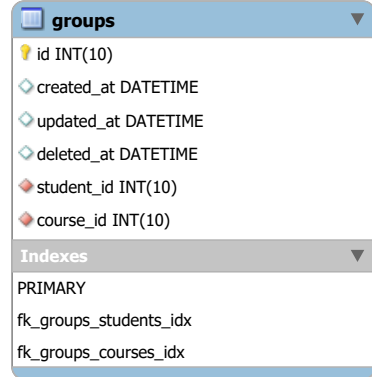 groups
id INT(10)
created_at DATETIME
updated_at DATETIME
deleted_at DATETIME
student_id INT(10)
course_id INT(10)
Indexes
PRIMARY
fk_groups_students_idx
fk_groups_courses_idx